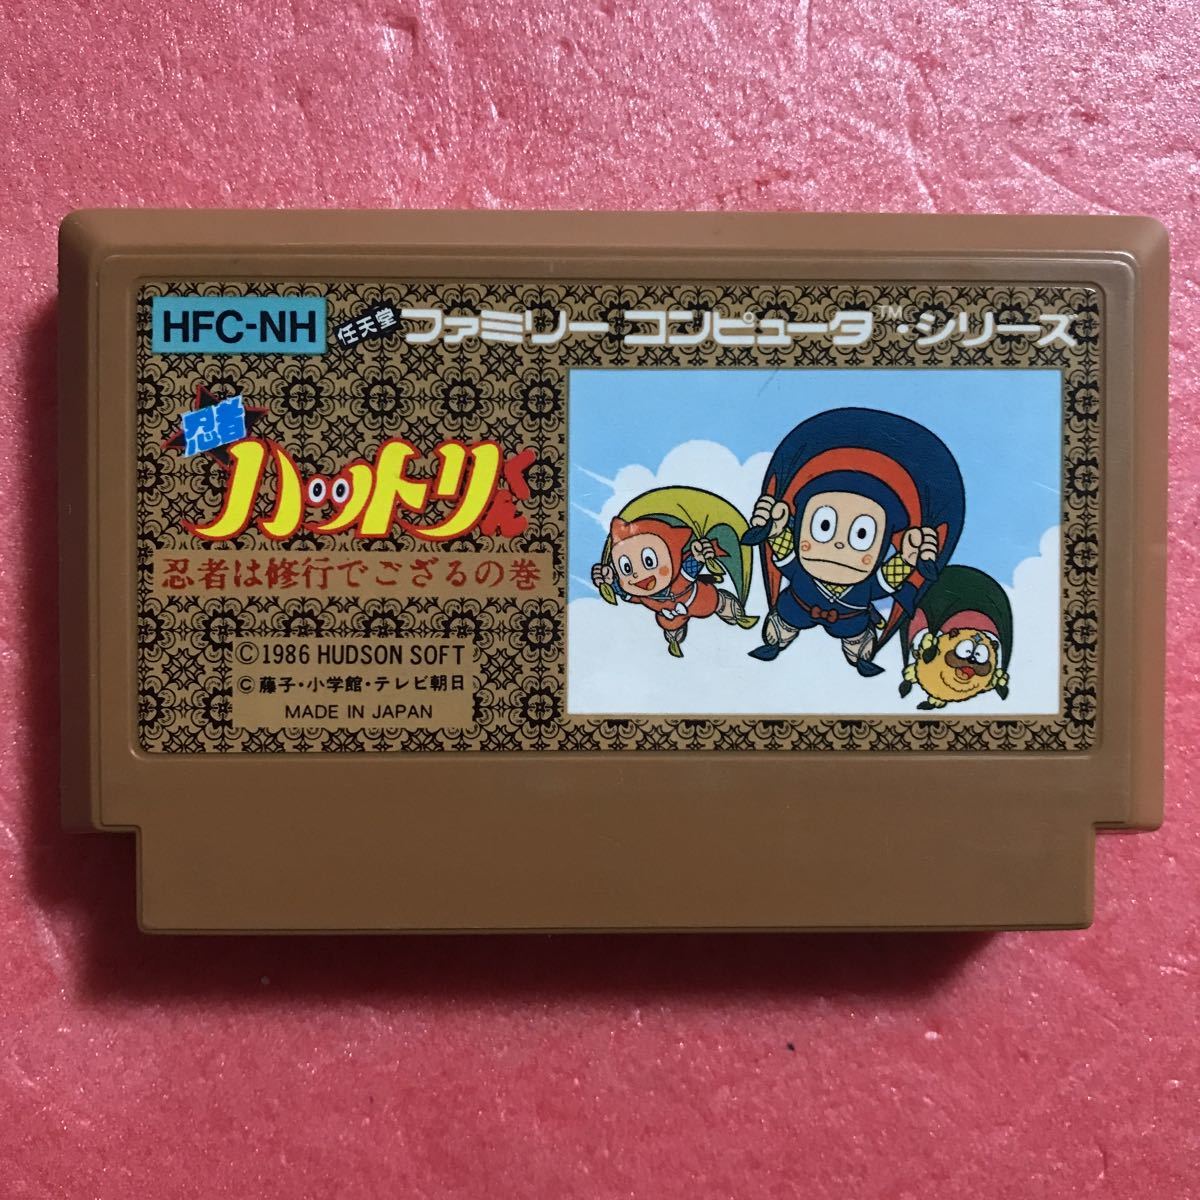 HFC-NH
任天堂 ファミリー コンピュータ™・シリーズ
忍者
ハットリくん
忍者は修行でござるの巻
©1986 HUDSON SOFT
©藤子・小学館・テレビ朝日
MADE IN JAPAN